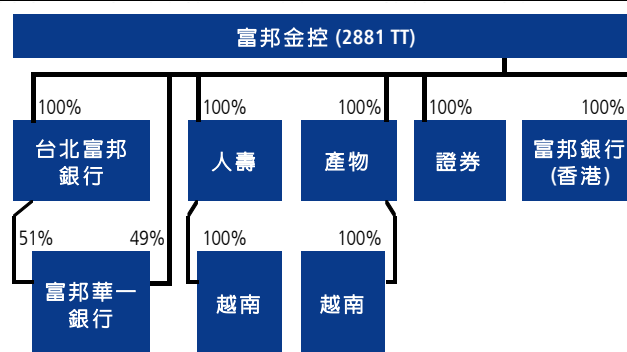 富邦金控 (2881 TT)
100%
100%
100%
100%
100%
台北富邦
銀行
人壽
產物
證券
富邦銀行
(香港)
51%
49%
100%
100%
富邦華一
銀行
越南
越南